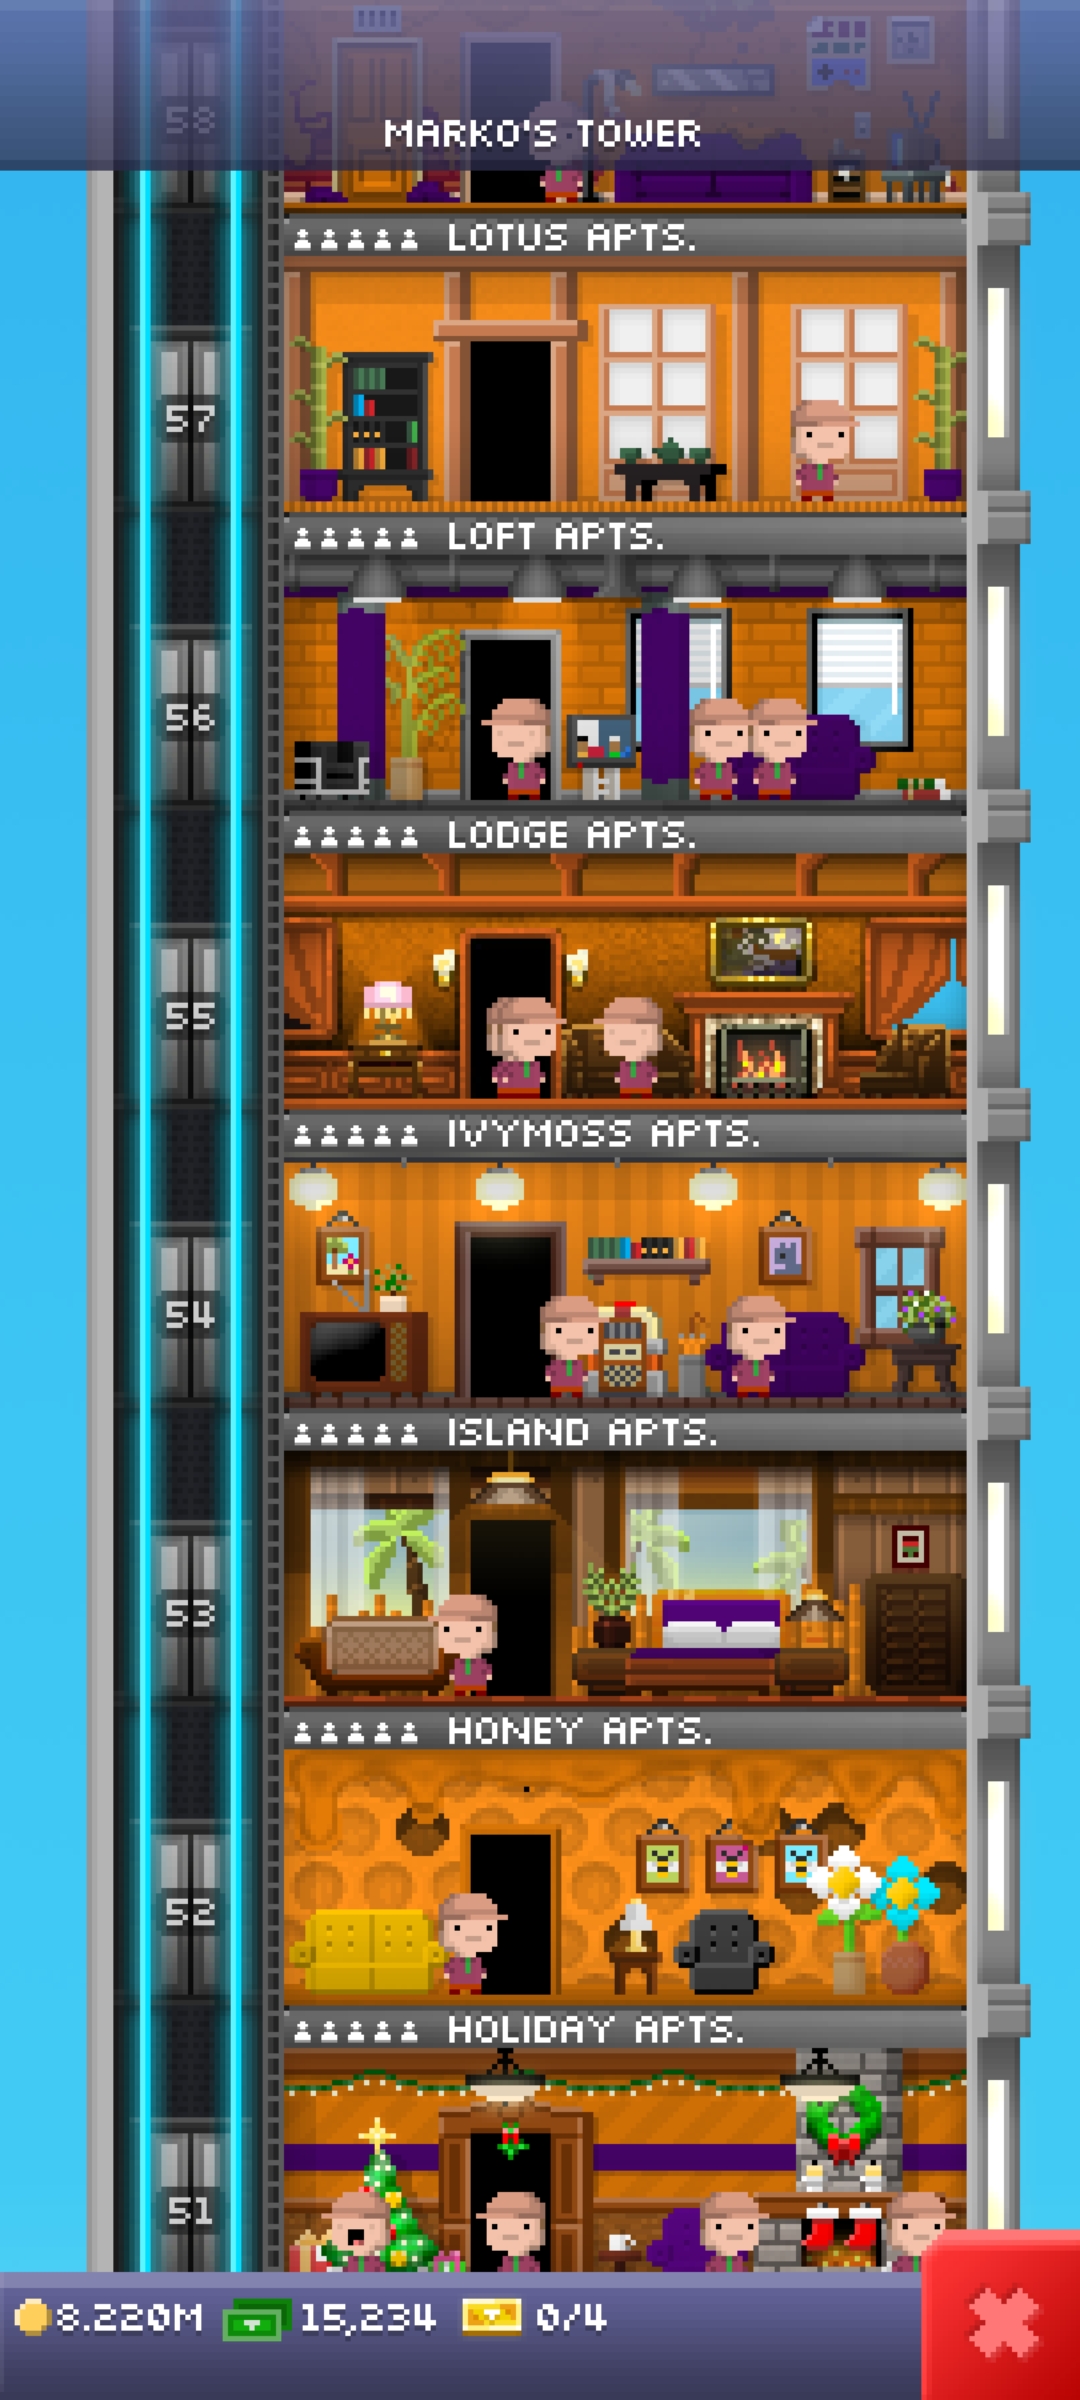 58
MARKO'S TOWER
LOTUS APTS.
57
LOFT APTS.
56
LODGE APTS.
55
IVYMOSS APTS.
54
ISLAND APTS.
53
HONEY APTS.
52
HOLIDAY APTS.
51
8.220M 15,234 0/4